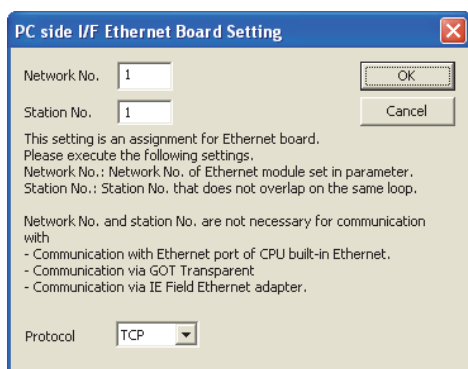 PC side I/F Ethernet Board Setting
Network No. 1
OK
Station No. 1
Cancel
This setting is an assignment for Ethernet board.
Please execute the following settings.
Network No.: Network No. of Ethernet module set in parameter.
Station No.: Station No. that does not overlap on the same loop.
Network No. and station No. are not necessary for communication
with
- Communication with Ethernet port of CPU built-in Ethernet.
- Communication via GOT Transparent
- Communication via IE Field Ethernet adapter.
Protocol TCP